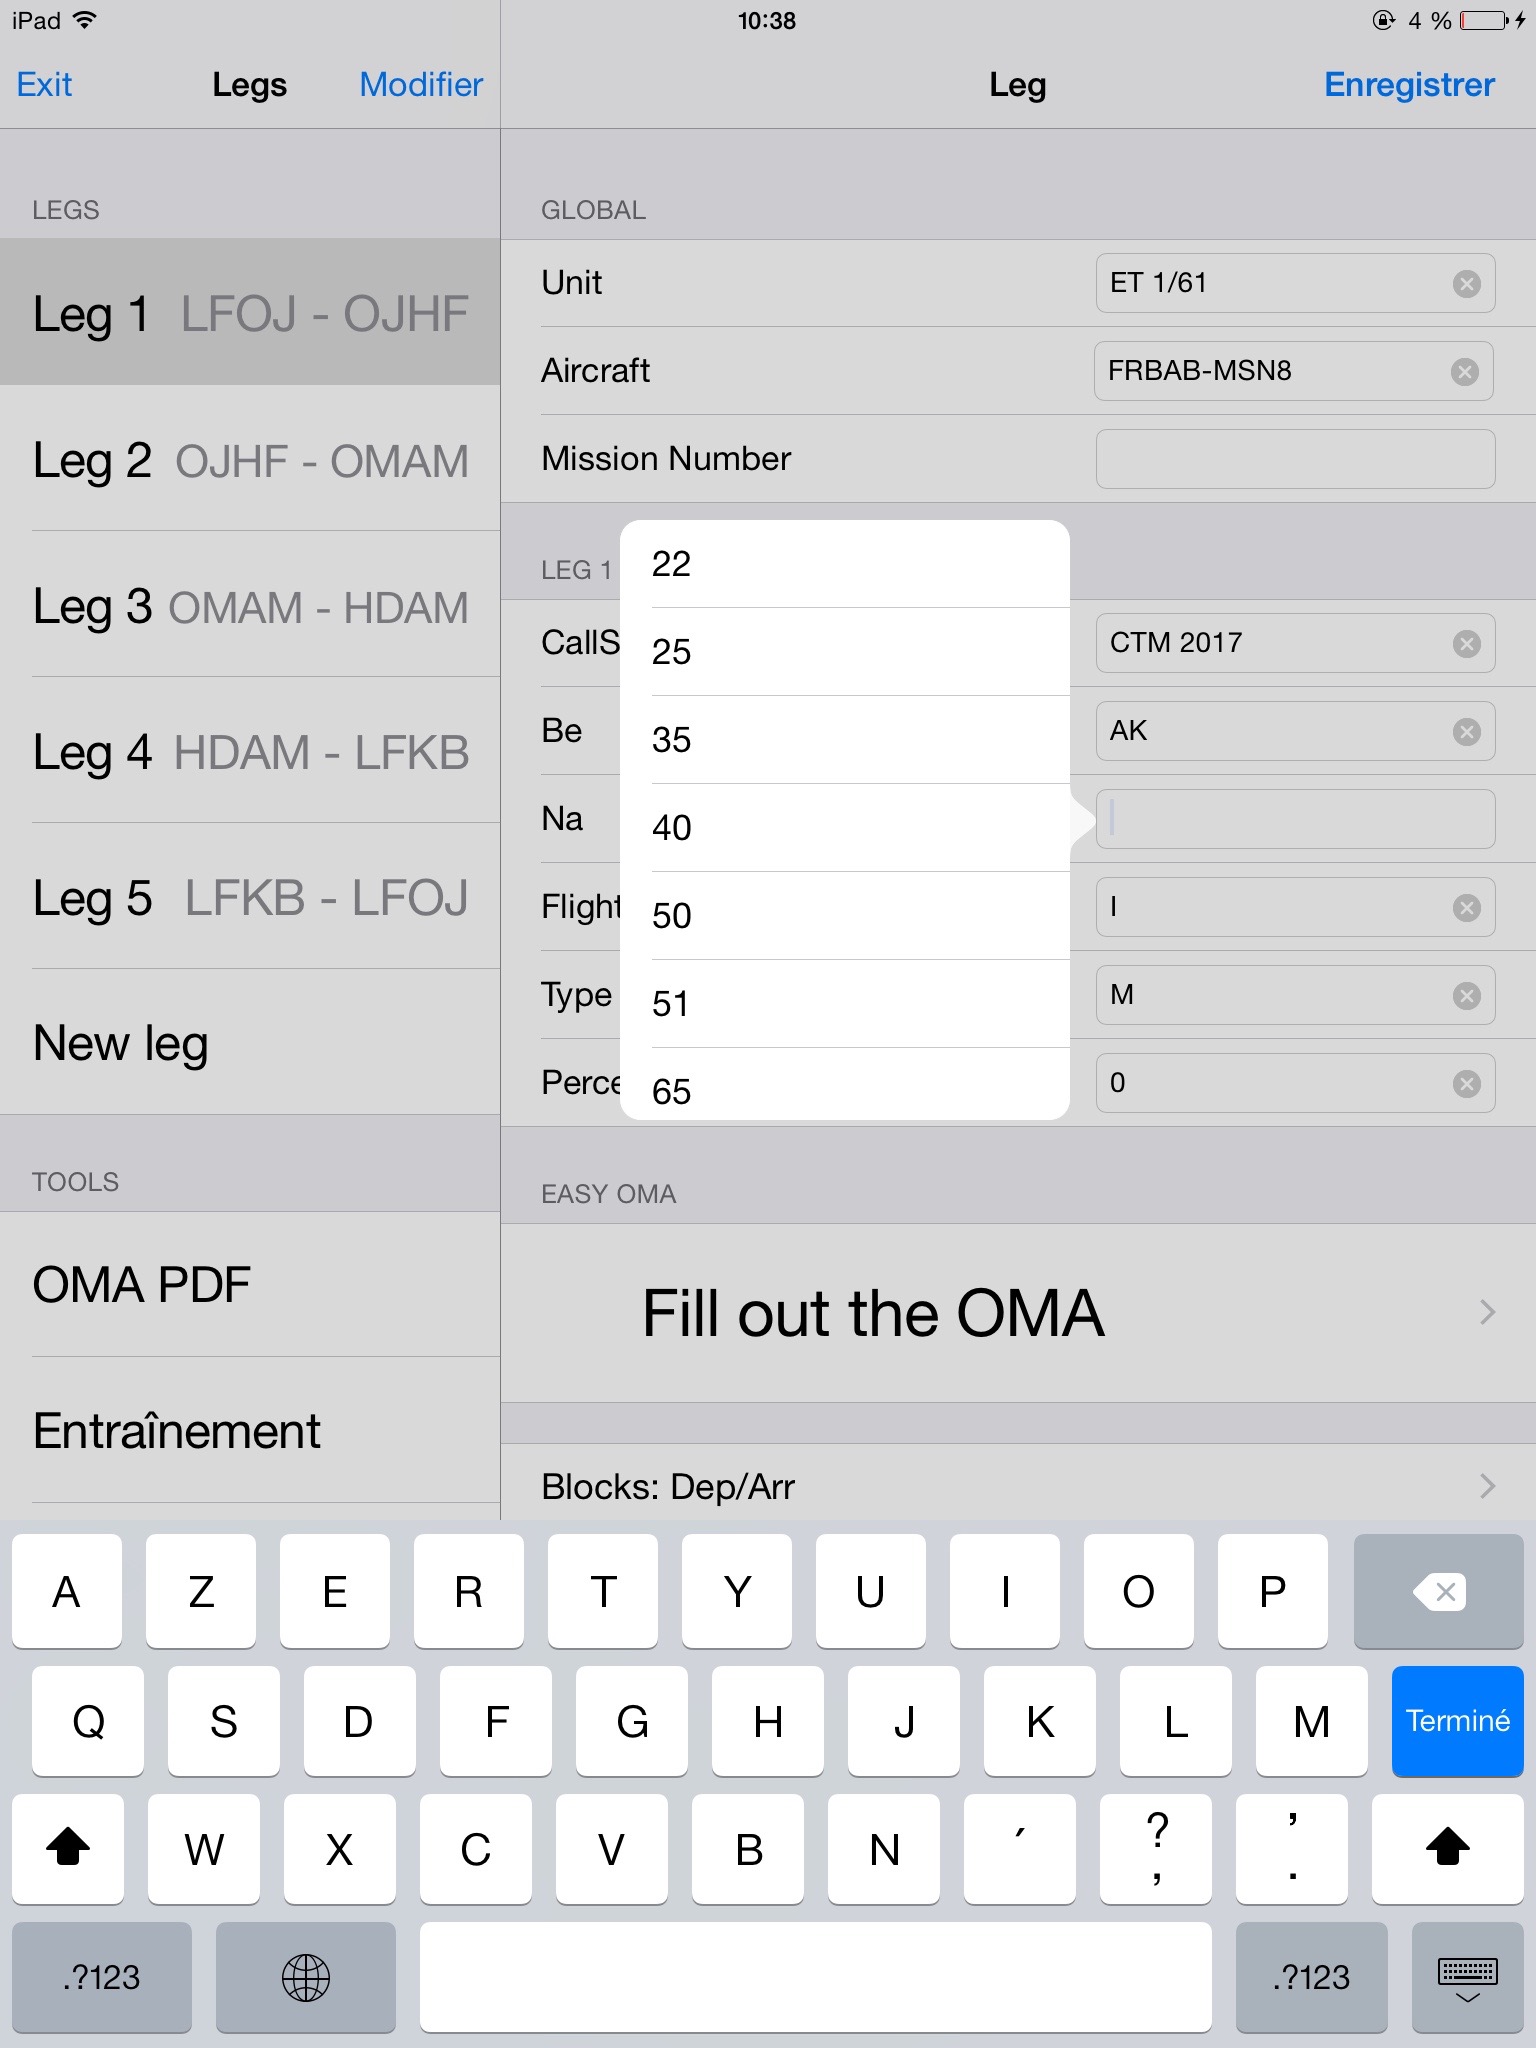 iPad 10:38 4 %
Exit Legs Modifier
LEGS
Leg 1 LFOJ - OJHF
Leg 2 OJHF - OMAM
Leg 3 OMAM - HDAM
Leg 4 HDAM - LFKB
Leg 5 LFKB - LFOJ
New leg
TOOLS
OMA PDF
Entraînement
Leg Enregistrer
GLOBAL
Unit ET 1/61
Aircraft FRBAB-MSN8
Mission Number
LEG 1
CallS CTM 2017
Be AK
Na
Flight I
Type M
Perce 0
22
25
35
40
50
51
65
EASY OMA
Fill out the OMA
Blocks: Dep/Arr
A Z E R T Y U I O P
Q S D F G H J K L M Terminé
W X C V B N ´ ? , ’ .
.?123 .?123